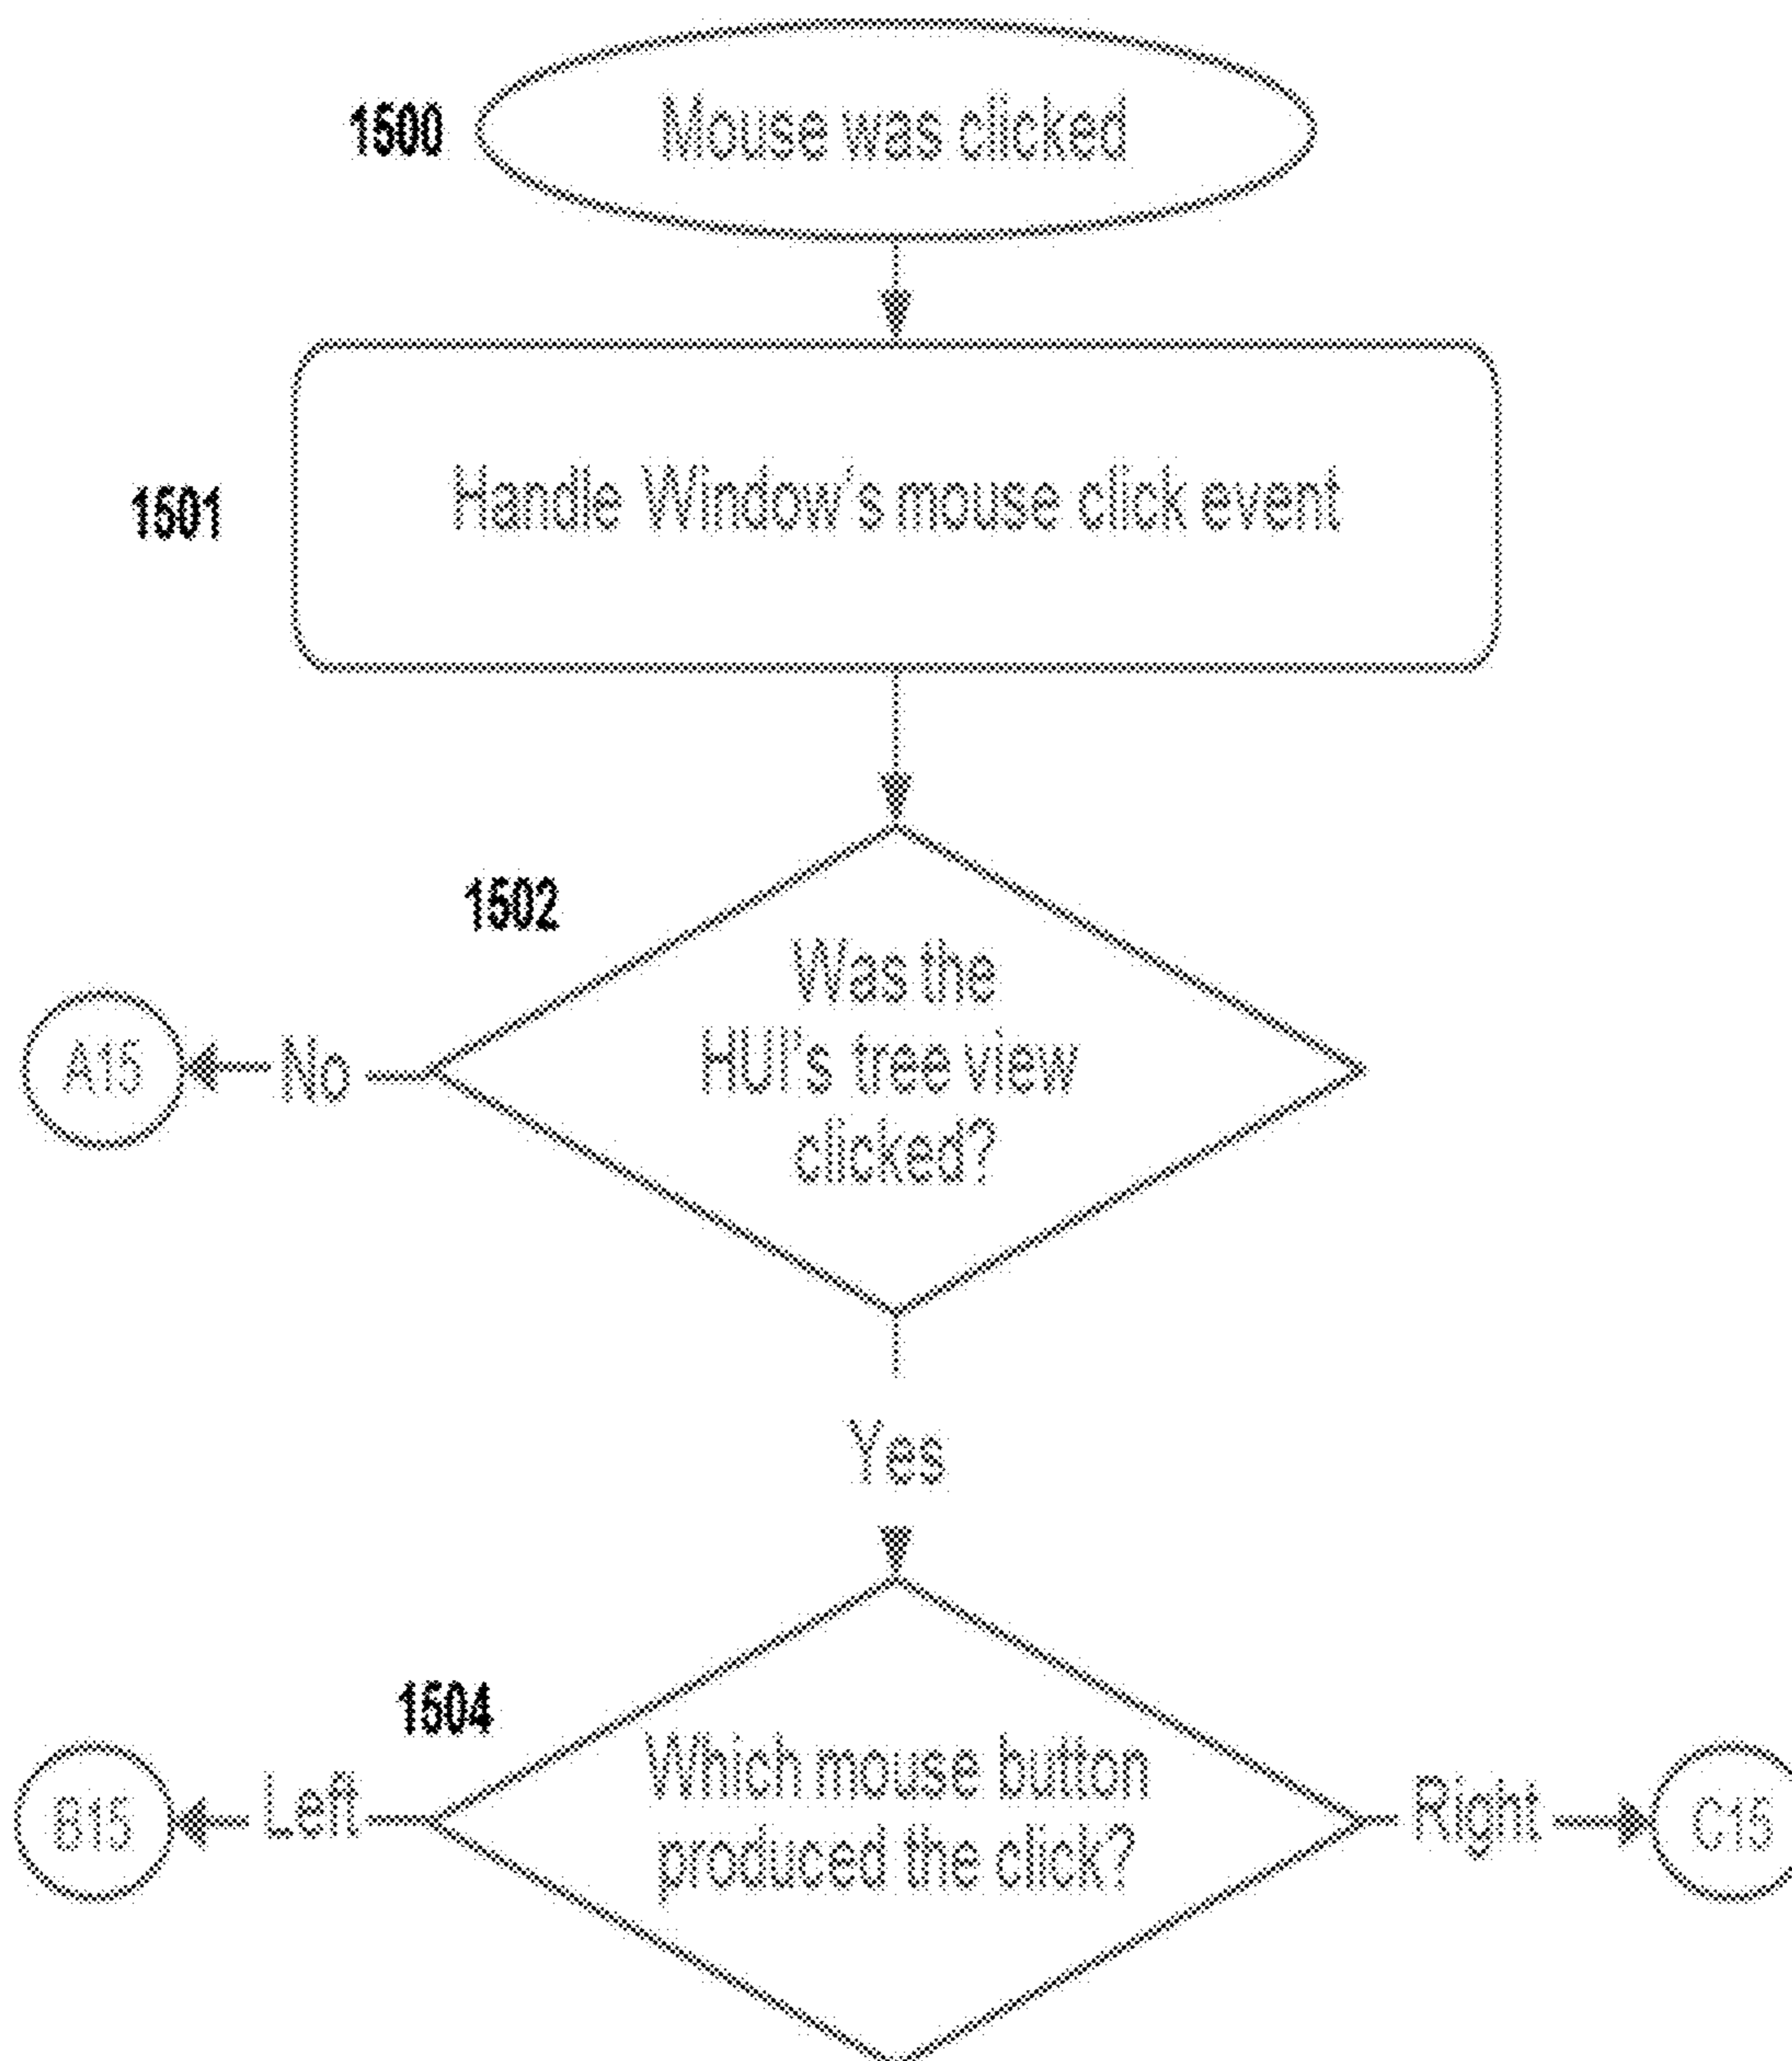 1500
Mouse was clicked
1501
Handle Window's mouse click event
1502
Was the
HUI's tree view
clicked?
A15
No
Yes
1504
Which mouse button
produced the click?
B15
Left
Right
C15